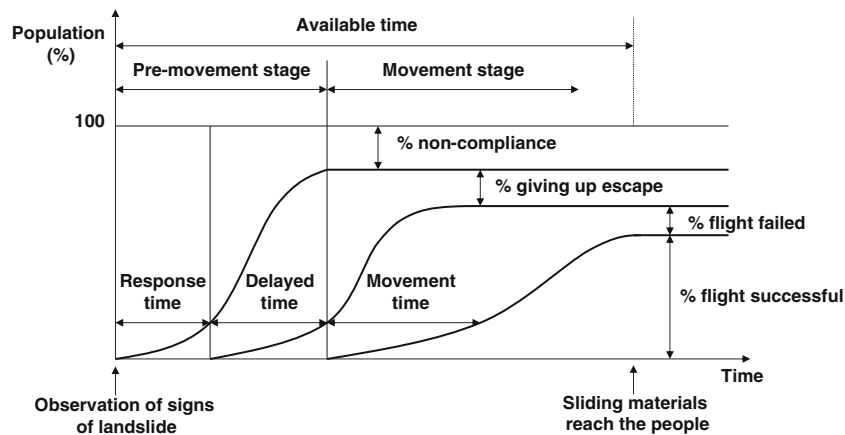 Population
(%)
Available time
Pre-movement stage
Movement stage
100
% non-compliance
% giving up escape
% flight failed
Response
time
Delayed
time
Movement
time
% flight successful
Time
Observation of signs
of landslide
Sliding materials
reach the people